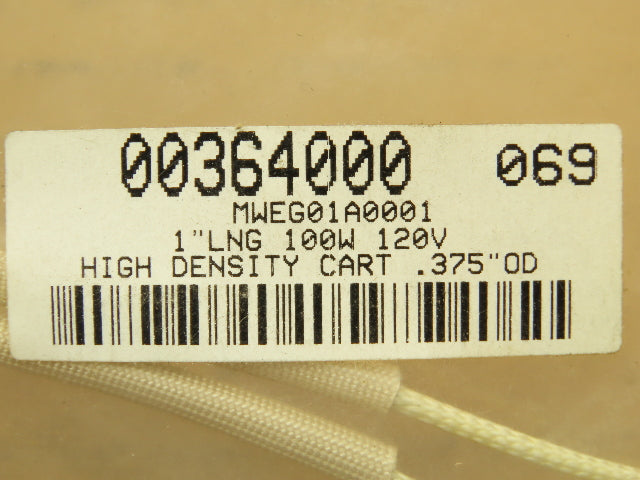 00364000 069
MWEG01A0001
1"LNG 100W 120V
HIGH DENSITY CART .375"OD